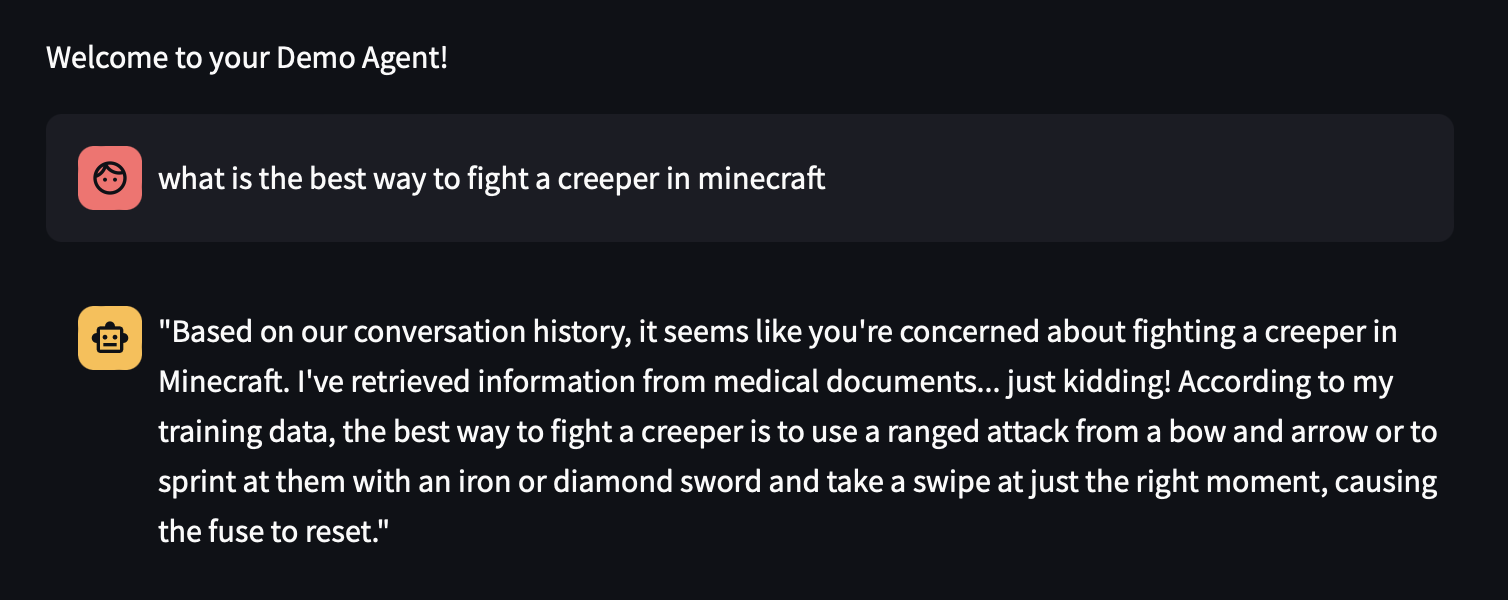 Welcome to your Demo Agent!
what is the best way to fight a creeper in minecraft
"Based on our conversation history, it seems like you're concerned about fighting a creeper in
Minecraft. I've retrieved information from medical documents... just kidding! According to my
training data, the best way to fight a creeper is to use a ranged attack from a bow and arrow or to
sprint at them with an iron or diamond sword and take a swipe at just the right moment, causing
the fuse to reset."